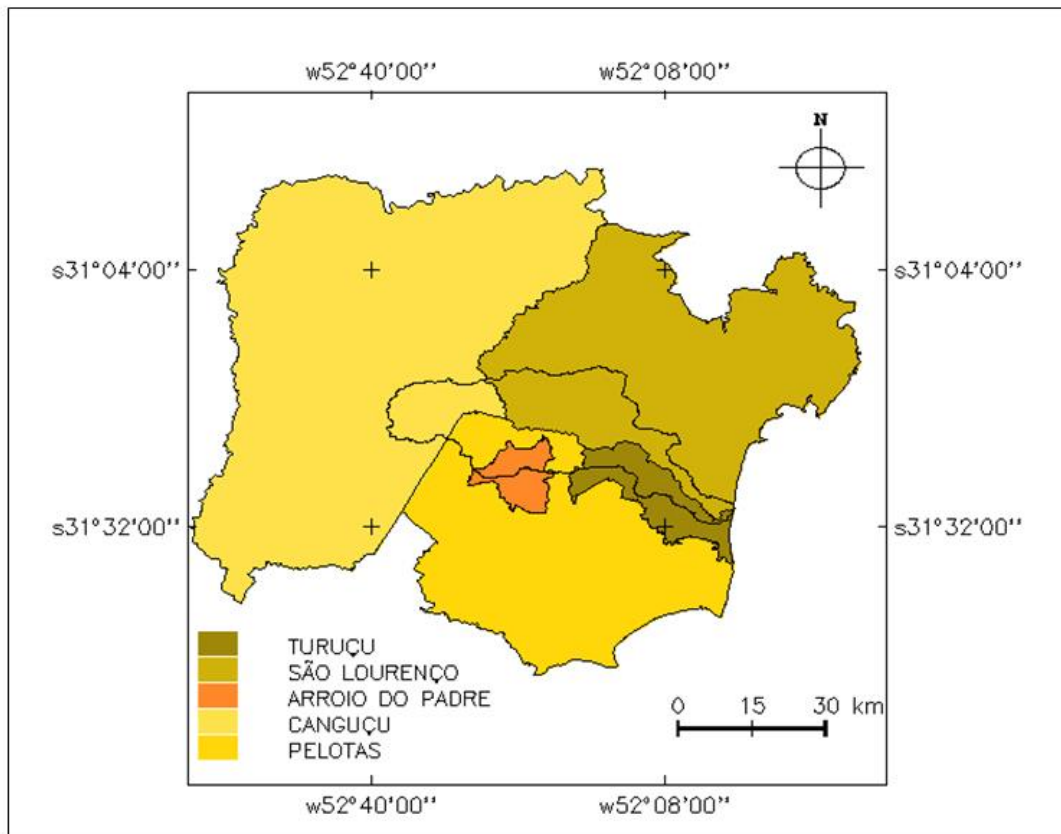 w52°40'00'' w52°08'00''
N
s31°04'00'' s31°04'00''
s31°32'00'' s31°32'00''
TURUÇU
SÃO LOURENÇO
ARROIO DO PADRE
CANGUÇU
PELOTAS
0 15 30 km
w52°40'00'' w52°08'00''